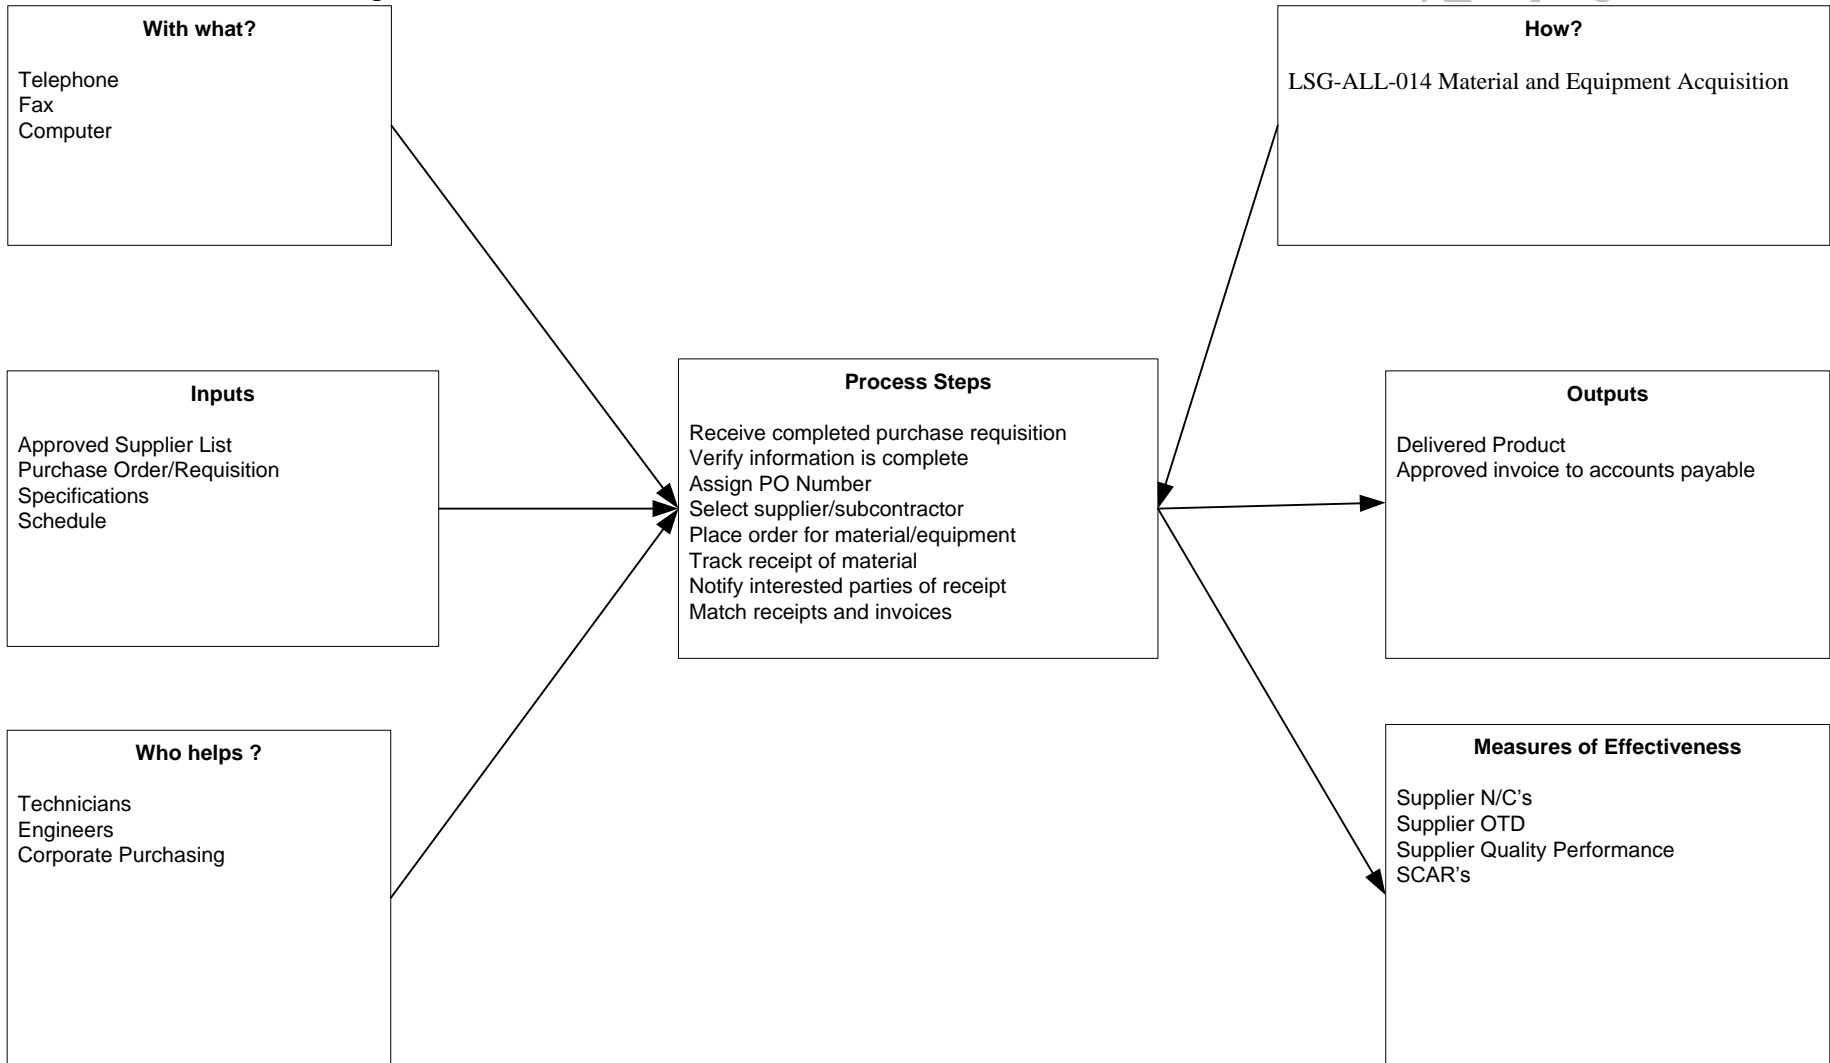 With what?
Telephone
Fax
Computer
How?
LSG-ALL-014 Material and Equipment Acquisition
Inputs
Approved Supplier List
Purchase Order/Requisition
Specifications
Schedule
Process Steps
Receive completed purchase requisition
Verify information is complete
Assign PO Number
Select supplier/subcontractor
Place order for material/equipment
Track receipt of material
Notify interested parties of receipt
Match receipts and invoices
Outputs
Delivered Product
Approved invoice to accounts payable
Who helps ?
Technicians
Engineers
Corporate Purchasing
Measures of Effectiveness
Supplier N/C’s
Supplier OTD
Supplier Quality Performance
SCAR’s